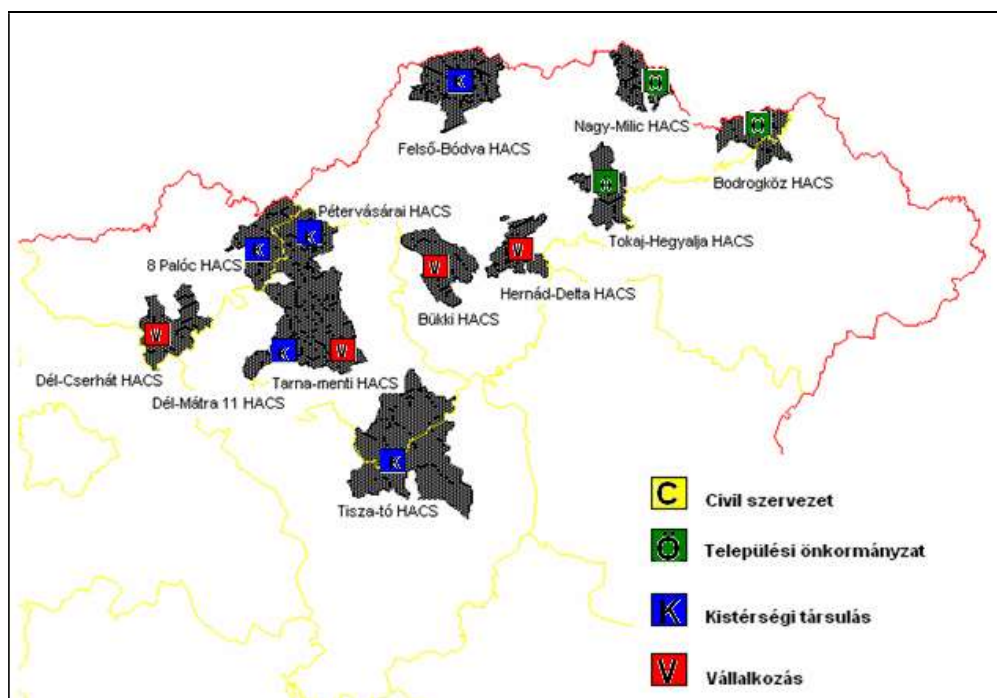 K
Felső-Bódva HACS
Ö
Nagy-Milic HACS
Ö
Bodrogköz HACS
Ö
Tokaj-Hegyalja HACS
Pétervásárai HACS
K
K
8 Palóc HACS
V
Bükki HACS
V
Hernád-Detta HACS
V
Dél-Cserhát HACS
K
V
Tarna-menti HACS
Dél-Mátra 11 HACS
K
Tisza-tó HACS
C Civil szervezet
Ö Települési önkormányzat
K Kistérségi társulás
V Vállalkozás